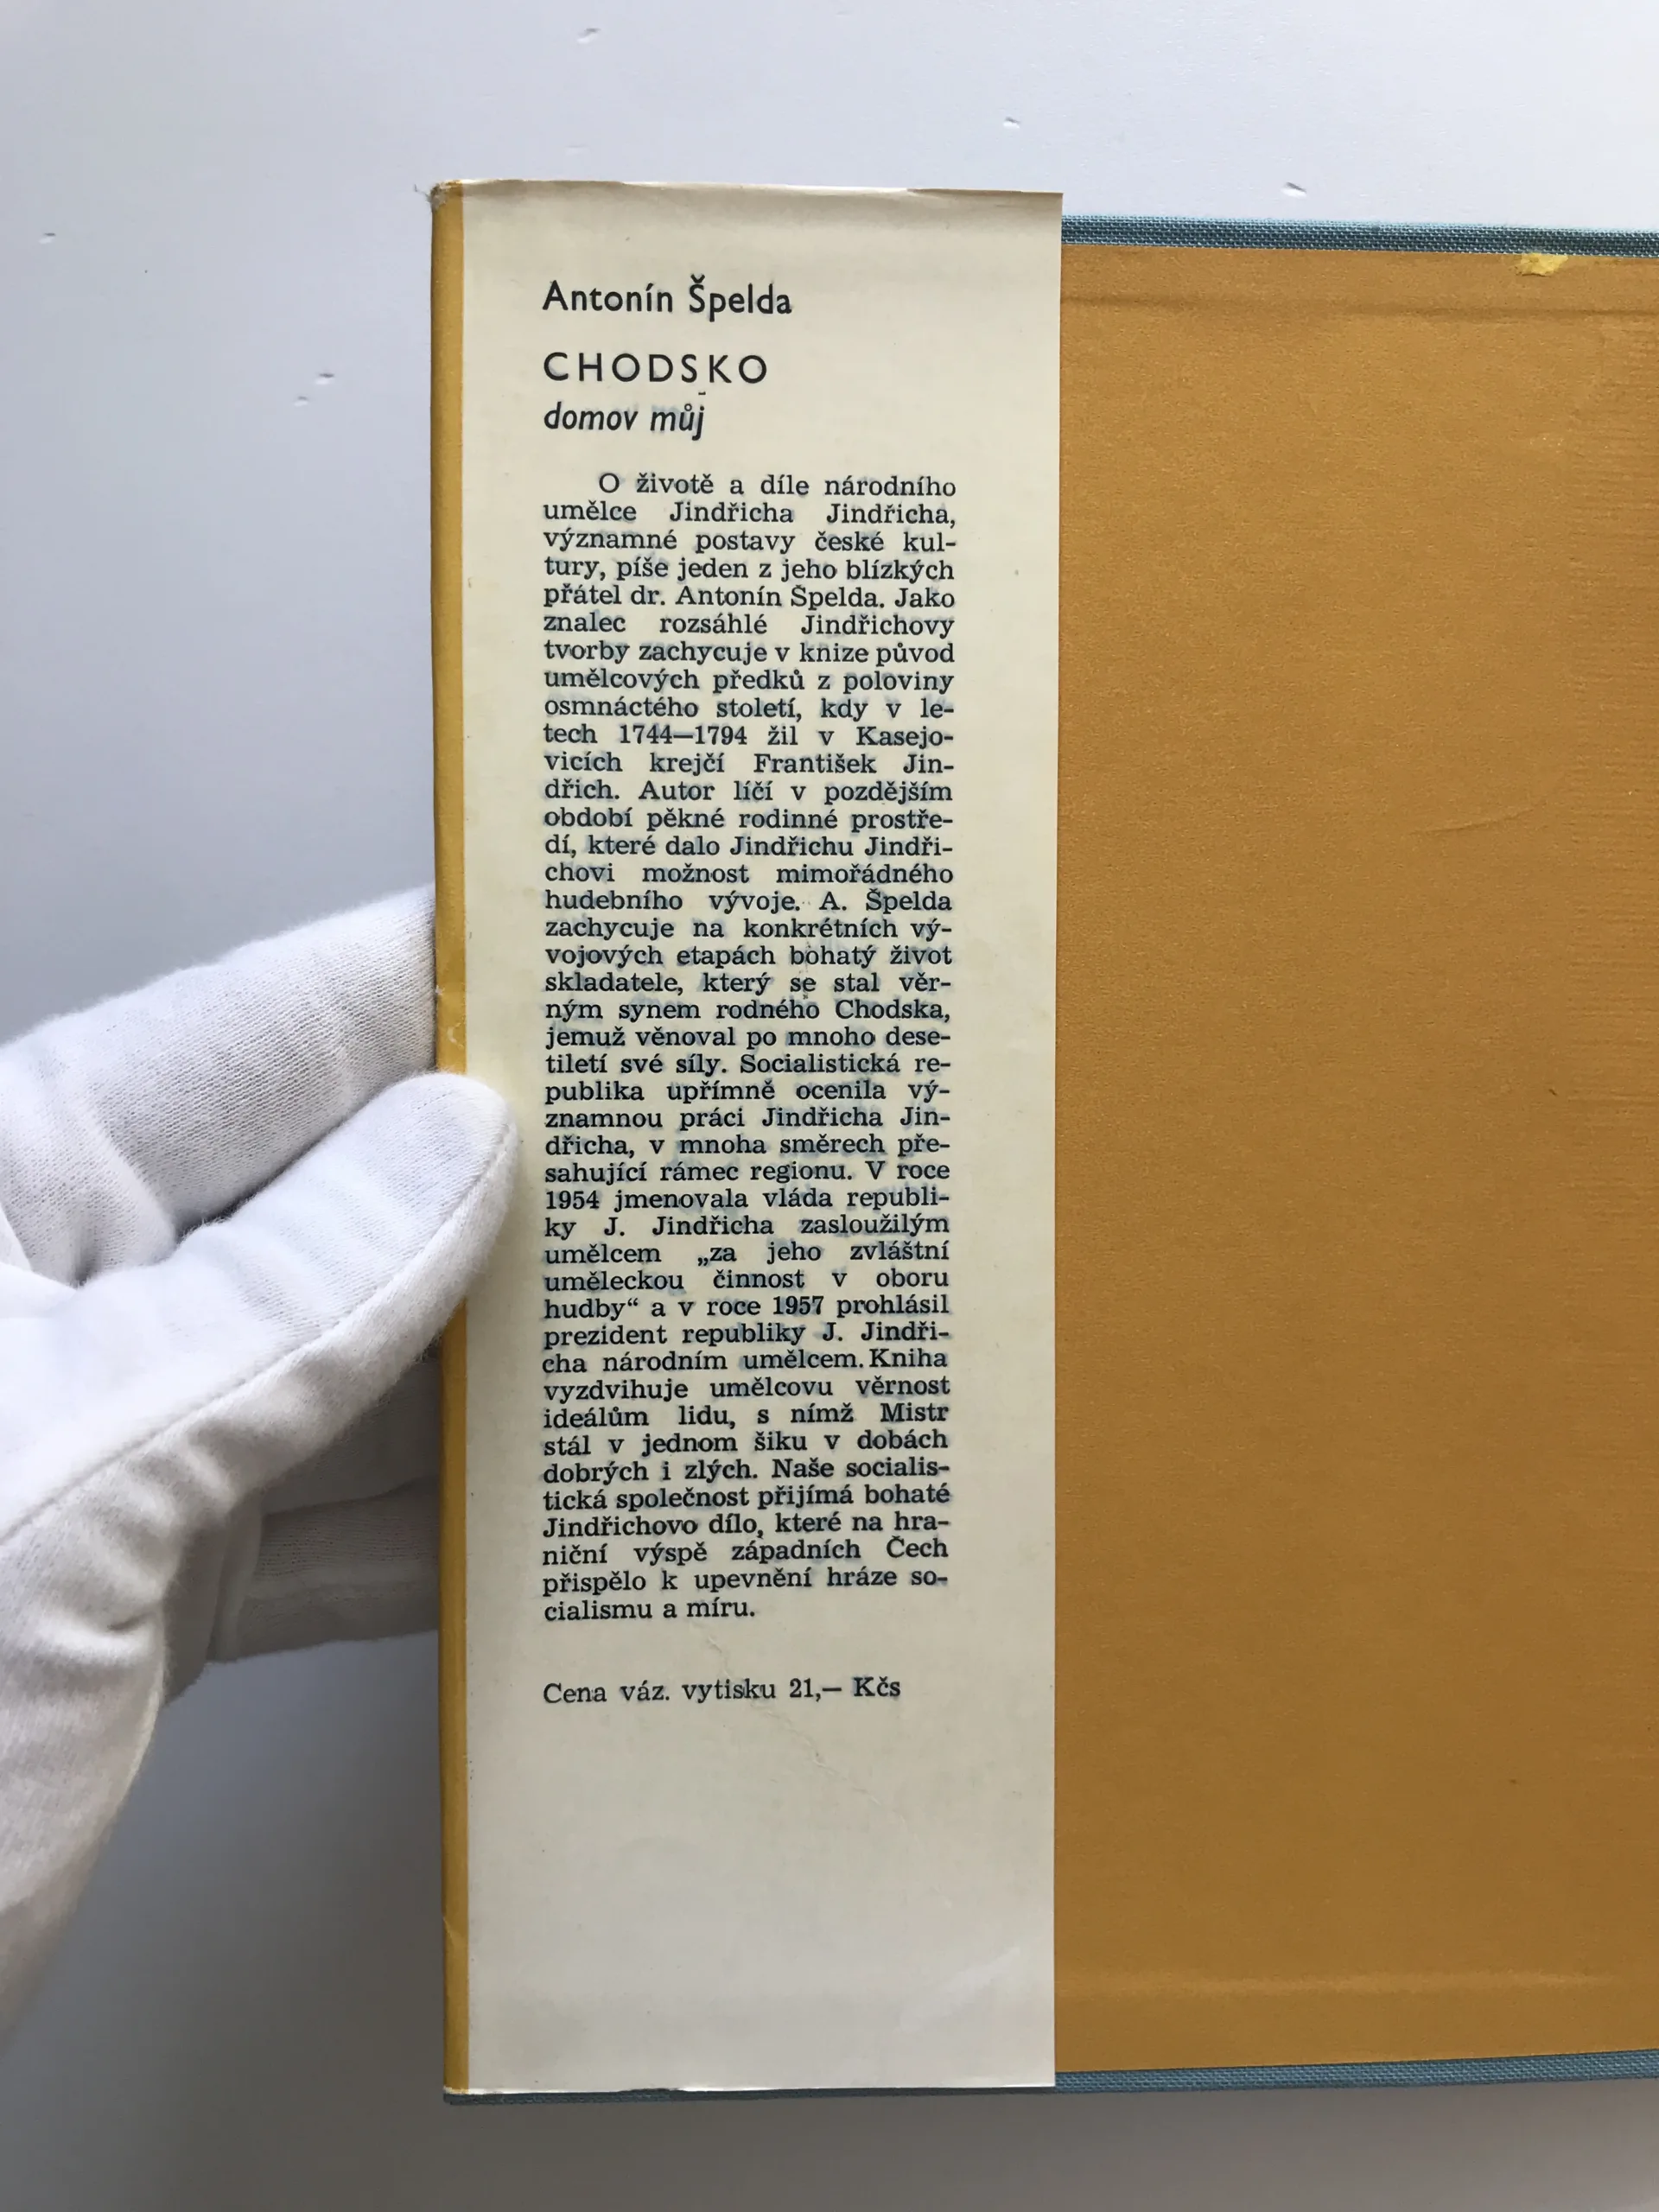 Antonín Špelda
CHODSKO
domov můj
O životě a díle národního
umělce Jindřicha Jindřicha,
významné postavy české kul-
tury, píše jeden z jeho blízkých
přátel dr. Antonín Špelda. Jako
znalec rozsáhlé Jindřichovy
tvorby zachycuje v knize původ
umělcových předků z poloviny
osmnáctého století, kdy v le-
tech 1744—1794 žil v Kasejo-
vicích krejčí František Jin-
dřich. Autor líčí v pozdějším
období pěkné rodinné prostře-
dí, které dalo Jindřichu Jindři-
chovi možnost mimořádného
hudebního vývoje. A. Špelda
zachycuje na konkrétních vý-
vojových etapách bohatý život
skladatele, který se stal věr-
ným synem rodného Chodska,
jemuž věnoval po mnoho dese-
tiletí své síly. Socialistická re-
publika upřímně ocenila vý-
znamnou práci Jindřicha Jin-
dřicha, v mnoha směrech pře-
sahující rámec regionu. V roce
1954 jmenovala vláda republi-
ky J. Jindřicha zasloužilým
umělcem „za jeho zvláštní
uměleckou činnost v oboru
hudby“ a v roce 1957 prohlásil
prezident republiky J. Jindři-
cha národním umělcem. Kniha
vyzdvihuje umělcovu věrnost
ideálům lidu, s nímž Mistr
stál v jednom šiku v dobách
dobrých i zlých. Naše socialis-
tická společnost přijímá bohaté
Jindřichovo dílo, které na hra-
niční výspě západních Čech
přispělo k upevnění hráze so-
cialismu a míru.
Cena váz. vytisku 21,— Kčs